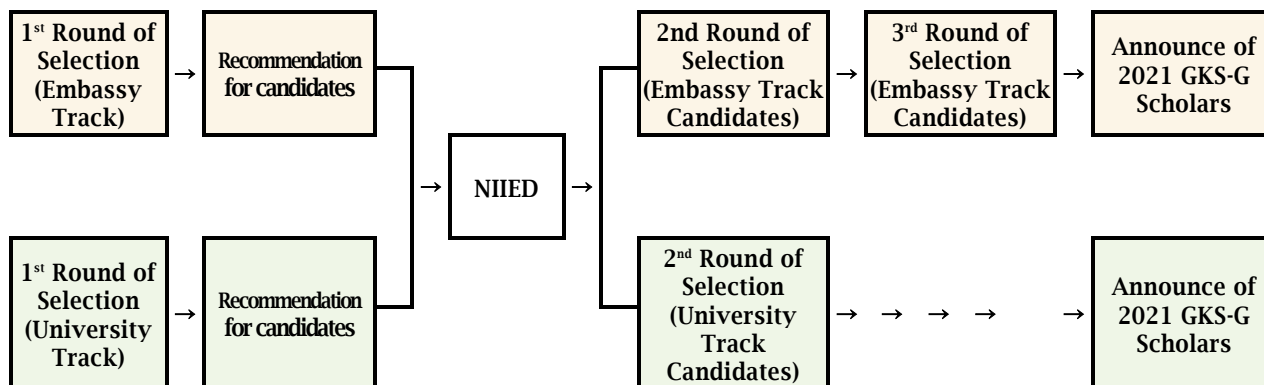 1st Round of
Selection
(Embassy
Track)
→
Recommendation
for candidates
→
NIIED
→
2nd Round of
Selection
(Embassy Track
Candidates)
→
3rd Round of
Selection
(Embassy Track
Candidates)
→
Announce of
2021 GKS-G
Scholars
1st Round of
Selection
(University
Track)
→
Recommendation
for candidates
2nd Round of
Selection
(University
Track
Candidates)
→ → → → →
Announce of
2021 GKS-G
Scholars